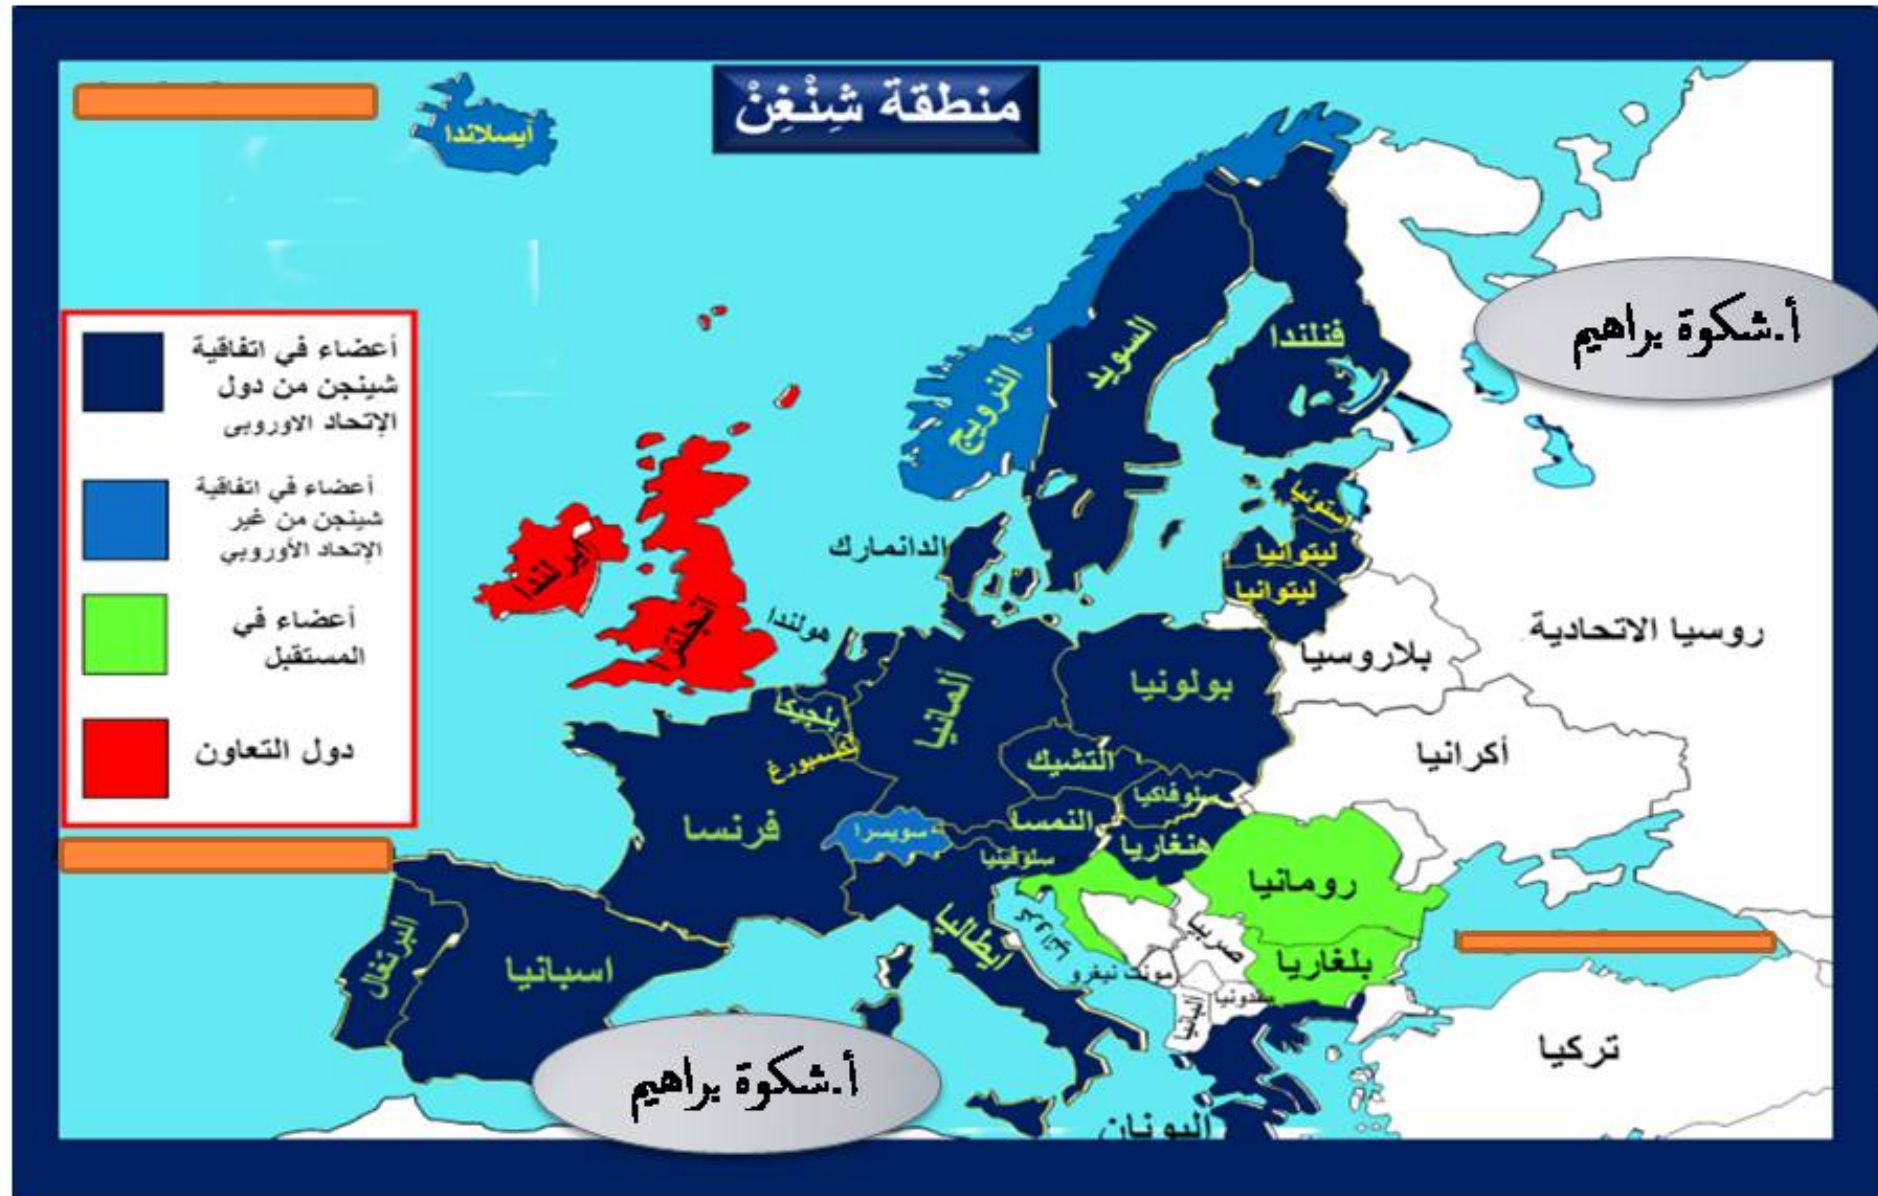 منطقة شِنْغِنْ
آيسلاندا
أ.شكوة براهيم
أعضاء في اتفاقية
شينجن من دول
الإتحاد الاوروبى
أعضاء في اتفاقية
شينجن من غير
الإتحاد الأوروبي
أعضاء في
المستقبل
دول التعاون
فنلندا
السويد
النرويج
استونيا
ليتوانيا
ليتوانيا
الدانمارك
ايرلندا
انجلترا
هولندا
روسيا الاتحادية
بلاروسيا
بولونيا
ألمانيا
بلجيكا
لكسمبورغ
أكرانيا
التشيك
سلوفاكيا
النمسا
هنغاريا
فرنسا
سويسرا
سلوفينيا
رومانيا
كرواتيا
ايطاليا
صربيا
بلغاريا
مونت نيغرو
البانيا
البرتغال
اسبانيا
تركيا
أ.شكوة براهيم
اليونان